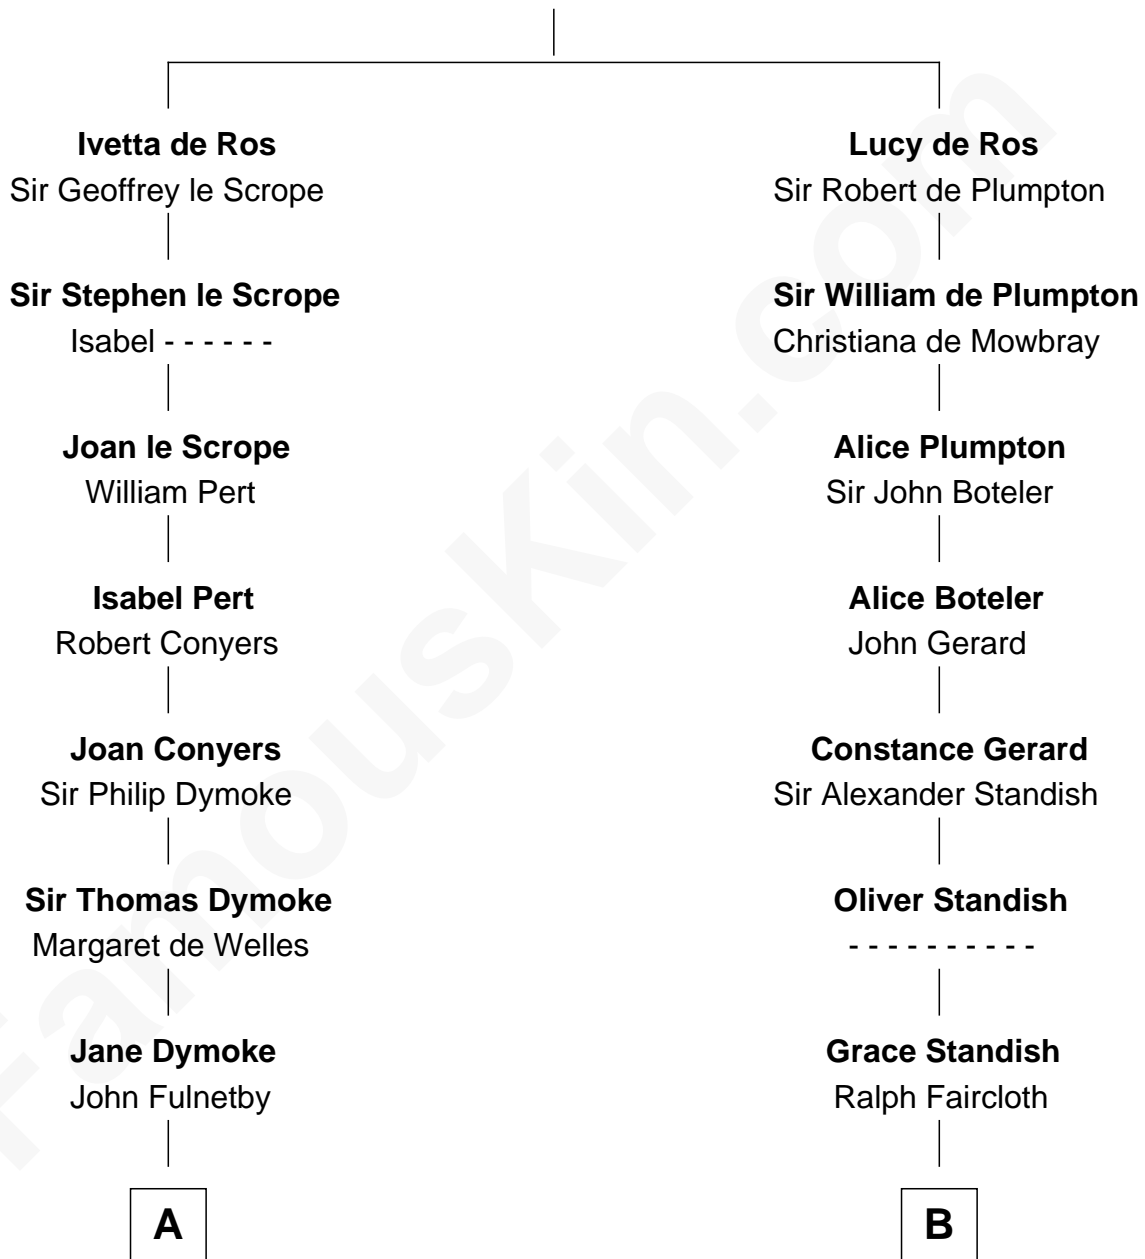 Ivetta de Ros
Sir Geoffrey le Scrope
Sir Stephen le Scrope
Isabel - - - - - -
Joan le Scrope
William Pert
Isabel Pert
Robert Conyers
Joan Conyers
Sir Philip Dymoke
Sir Thomas Dymoke
Margaret de Welles
Jane Dymoke
John Fulnetby
A
Lucy de Ros
Sir Robert de Plumpton
Sir William de Plumpton
Christiana de Mowbray
Alice Plumpton
Sir John Boteler
Alice Boteler
John Gerard
Constance Gerard
Sir Alexander Standish
Oliver Standish
- - - - - - - - - -
Grace Standish
Ralph Faircloth
B
FamousKin.com